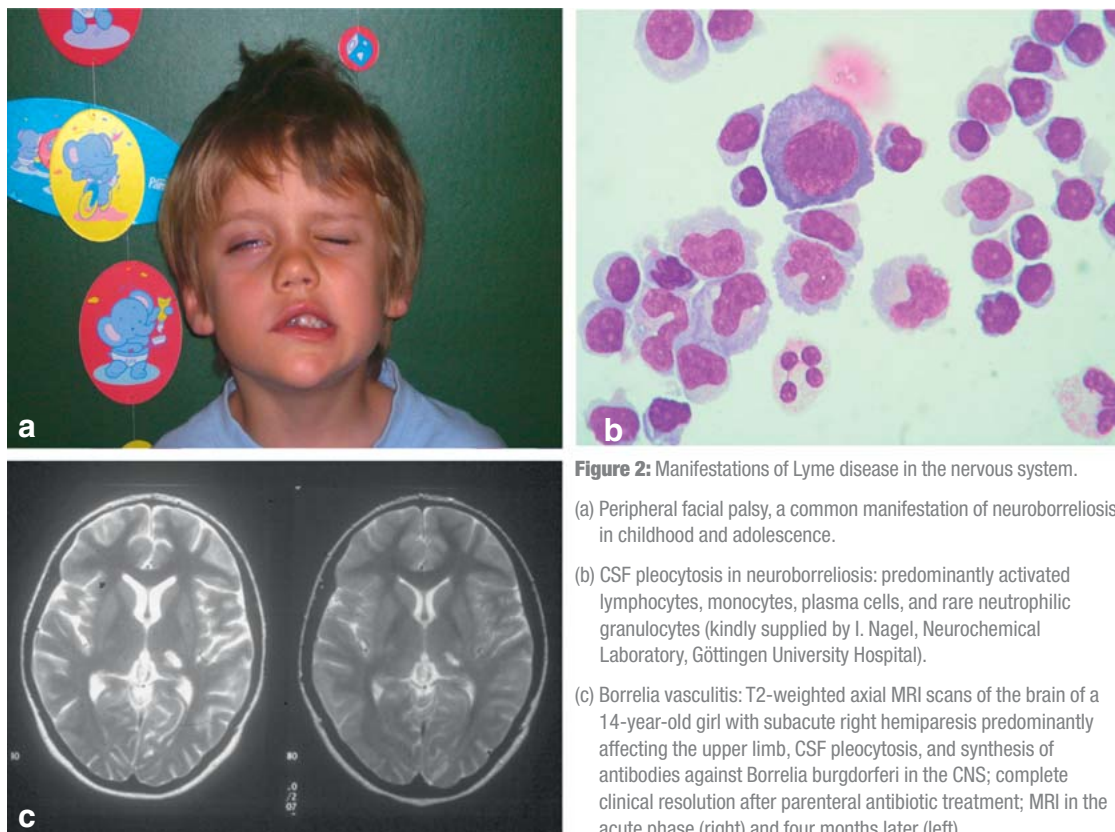 a
b
c
Figure 2: Manifestations of Lyme disease in the nervous system.
(a) Peripheral facial palsy, a common manifestation of neuroborreliosis
in childhood and adolescence.
(b) CSF pleocytosis in neuroborreliosis: predominantly activated
lymphocytes, monocytes, plasma cells, and rare neutrophilic
granulocytes (kindly supplied by I. Nagel, Neurochemical
Laboratory, Göttingen University Hospital).
(c) Borrelia vasculitis: T2-weighted axial MRI scans of the brain of a
14-year-old girl with subacute right hemiparesis predominantly
affecting the upper limb, CSF pleocytosis, and synthesis of
antibodies against Borrelia burgdorferi in the CNS; complete
clinical resolution after parenteral antibiotic treatment; MRI in the
acute phase (right) and four months later (left)
80